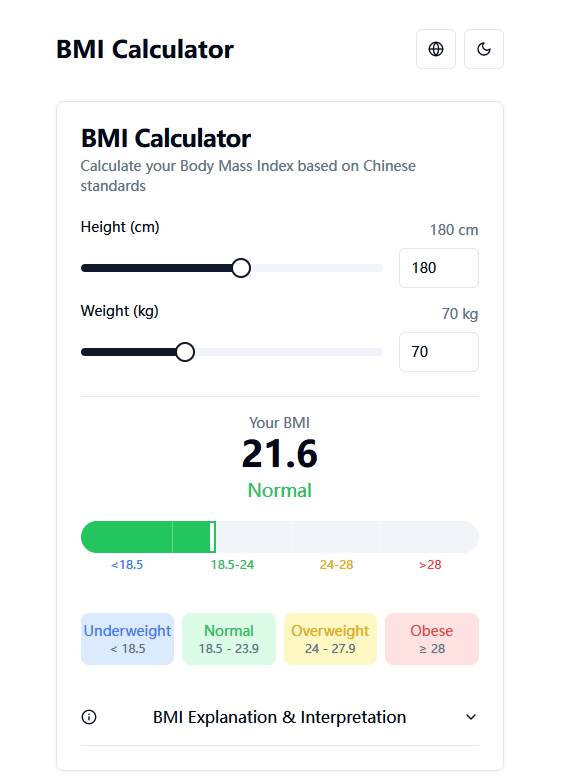 BMI Calculator
BMI Calculator
Calculate your Body Mass Index based on Chinese
standards
Height (cm)
180 cm
180
Weight (kg)
70 kg
70
Your BMI
21.6
Normal
<18.5 18.5-24 24-28 >28
Underweight Normal Overweight Obese
< 18.5 18.5 - 23.9 24 - 27.9 ≥ 28
BMI Explanation & Interpretation